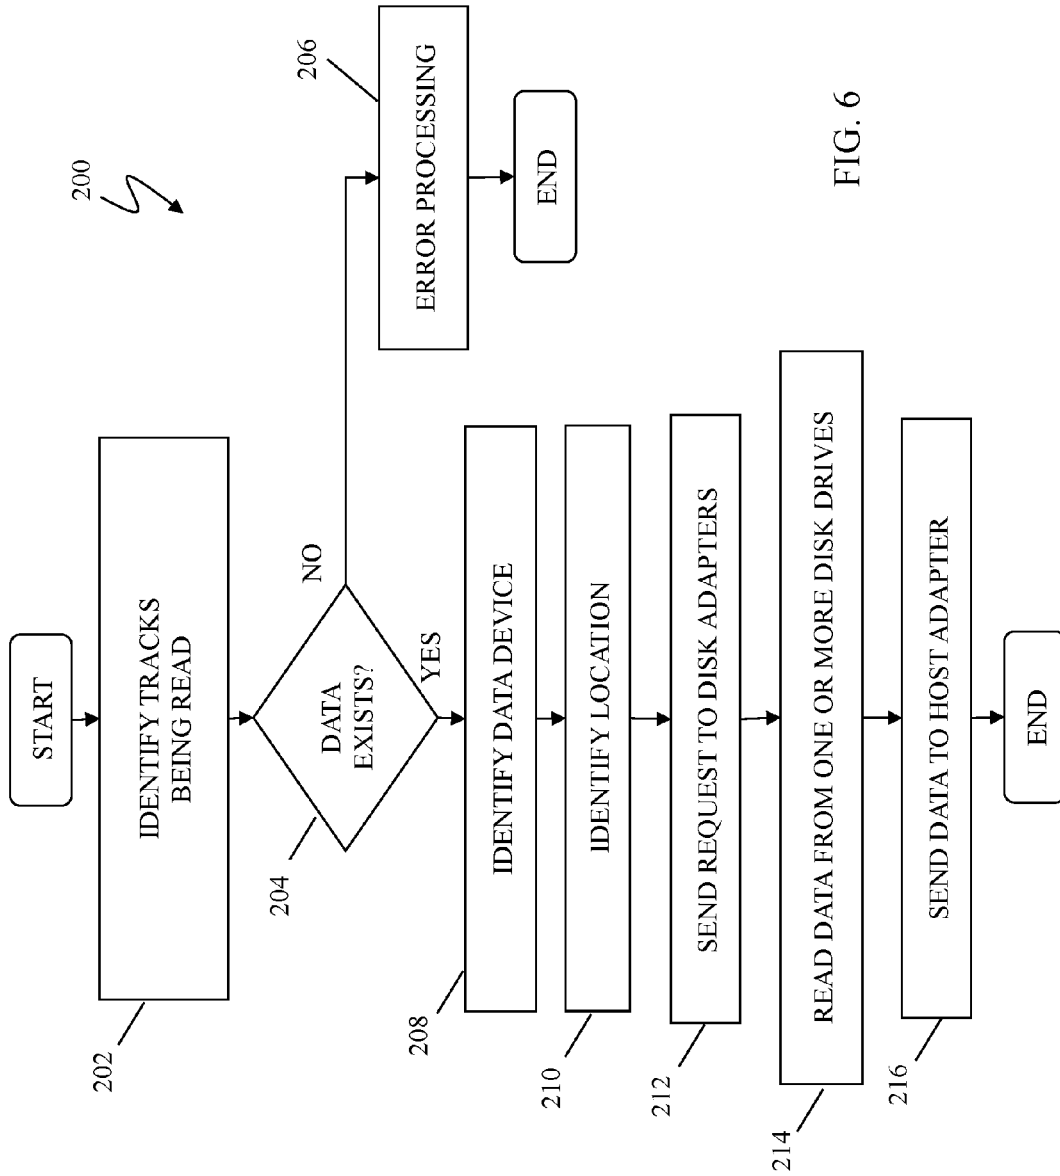 200
START
IDENTIFY TRACKS
BEING READ
202
DATA
EXISTS?
204
NO
YES
ERROR PROCESSING
206
END
IDENTIFY DATA DEVICE
208
IDENTIFY LOCATION
210
SEND REQUEST TO DISK ADAPTERS
212
READ DATA FROM ONE OR MORE DISK DRIVES
214
SEND DATA TO HOST ADAPTER
216
END
FIG. 6